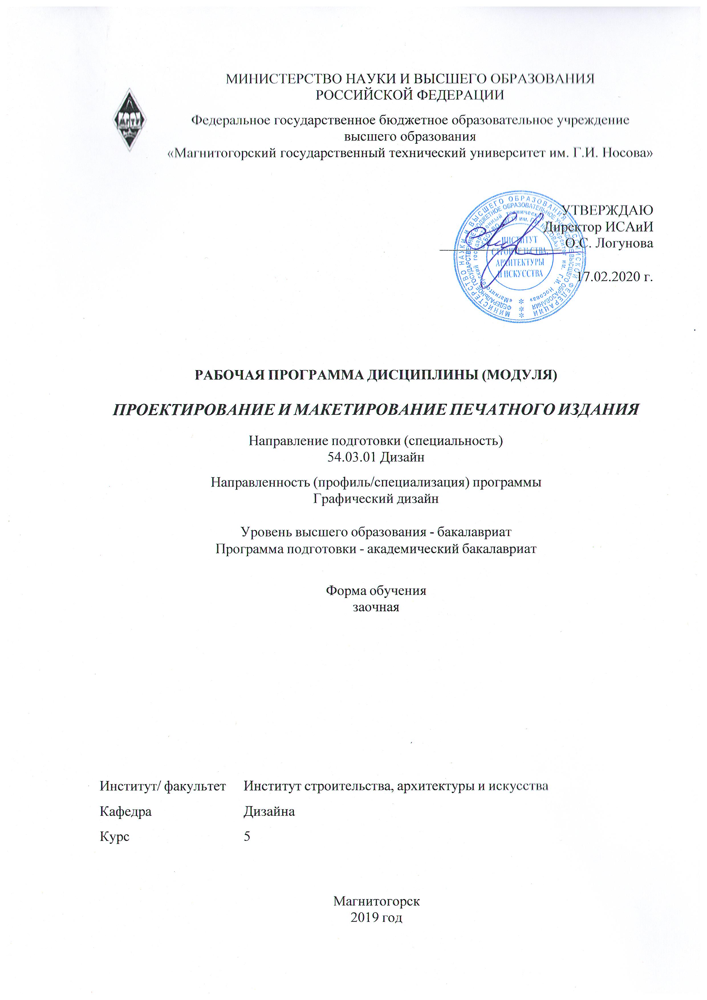 МИНИСТЕРСТВО НАУКИ И ВЫСШЕГО ОБРАЗОВАНИЯ
РОССИЙСКОЙ ФЕДЕРАЦИИ
Федеральное государственное бюджетное образовательное учреждение
высшего образования
«Магнитогорский государственный технический университет им. Г.И. Носова»
УТВЕРЖДАЮ
Директор ИСАиИ
О.С. Логунова
17.02.2020 г.
МИНИСТЕРСТВО НАУКИ И ВЫСШЕГО ОБРАЗОВАНИЯ РОССИЙСКОЙ ФЕДЕРАЦИИ
ФЕДЕРАЛЬНОЕ ГОСУДАРСТВЕННОЕ БЮДЖЕТНОЕ ОБРАЗОВАТЕЛЬНОЕ УЧРЕЖДЕНИЕ ВЫСШЕГО ОБРАЗОВАНИЯ
«Магнитогорский государственный технический университет им. Г.И. Носова»
ИНСТИТУТ
СТРОИТЕЛЬСТВА,
АРХИТЕКТУРЫ
И ИСКУССТВА
РАБОЧАЯ ПРОГРАММА ДИСЦИПЛИНЫ (МОДУЛЯ)
ПРОЕКТИРОВАНИЕ И МАКЕТИРОВАНИЕ ПЕЧАТНОГО ИЗДАНИЯ
Направление подготовки (специальность)
54.03.01 Дизайн
Направленность (профиль/специализация) программы
Графический дизайн
Уровень высшего образования - бакалавриат
Программа подготовки - академический бакалавриат
Форма обучения
заочная
Институт/ факультет Институт строительства, архитектуры и искусства
Кафедра Дизайна
Курс 5
Магнитогорск
2019 год